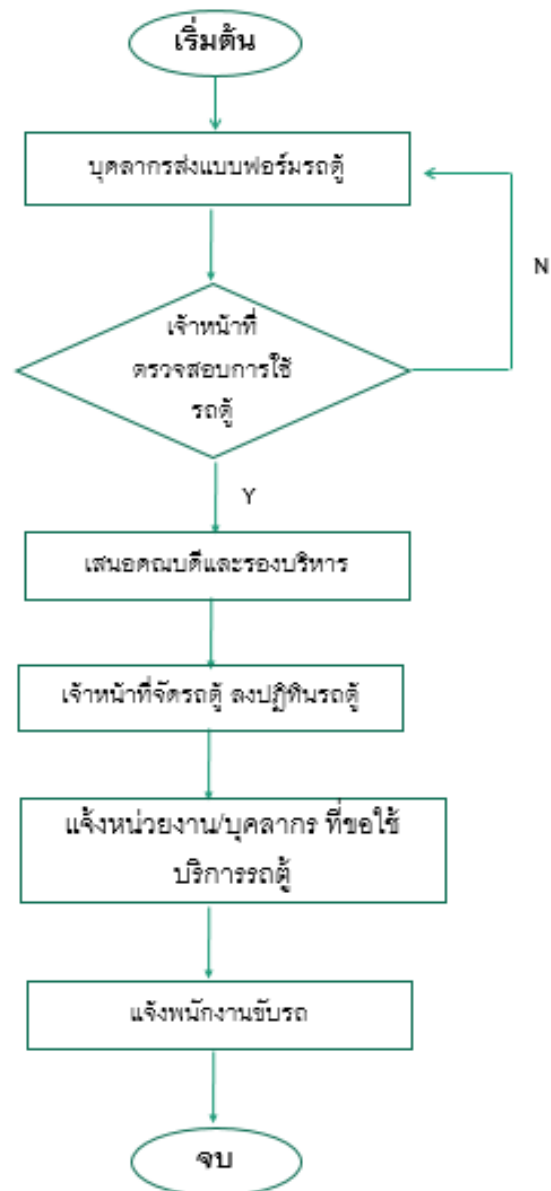 เริ่มต้น
บุคลากรส่งแบบฟอร์มรถตู้
N
เจ้าหน้าที่
ตรวจสอบการใช้
รถตู้
Y
เสนอคณบดีและรองบริหาร
เจ้าหน้าที่จัดรถตู้ ลงปฏิทินรถตู้
แจ้งหน่วยงาน/บุคลากร ที่ขอใช้
บริการรถตู้
แจ้งพนักงานขับรถ
จบ